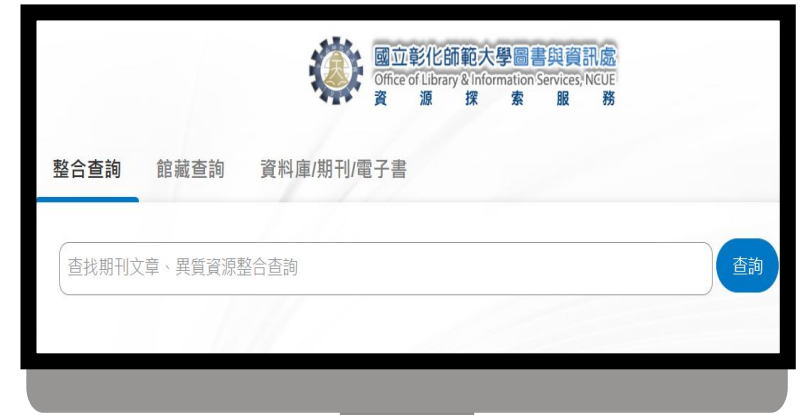 國立彰化師範大學圖書與資訊處
Office of Library & Information Services, NCUE
資源探索服務
整合查詢 館藏查詢 資料庫/期刊/電子書
查找期刊文章、異質資源整合查詢 查詢